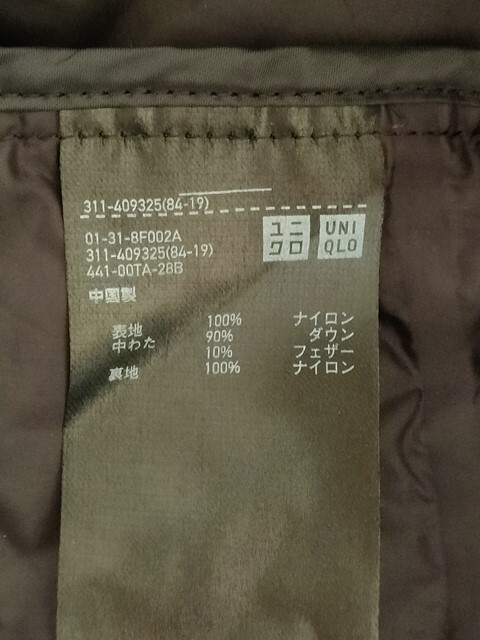 311-409325(84-19)
01-31-8F002A
311-409325(84-19)
441-00TA-28B
ユニ
クロ
UNI
QLO
中国製
表地 100% ナイロン
中わた 90% ダウン
10% フェザー
裏地 100% ナイロン